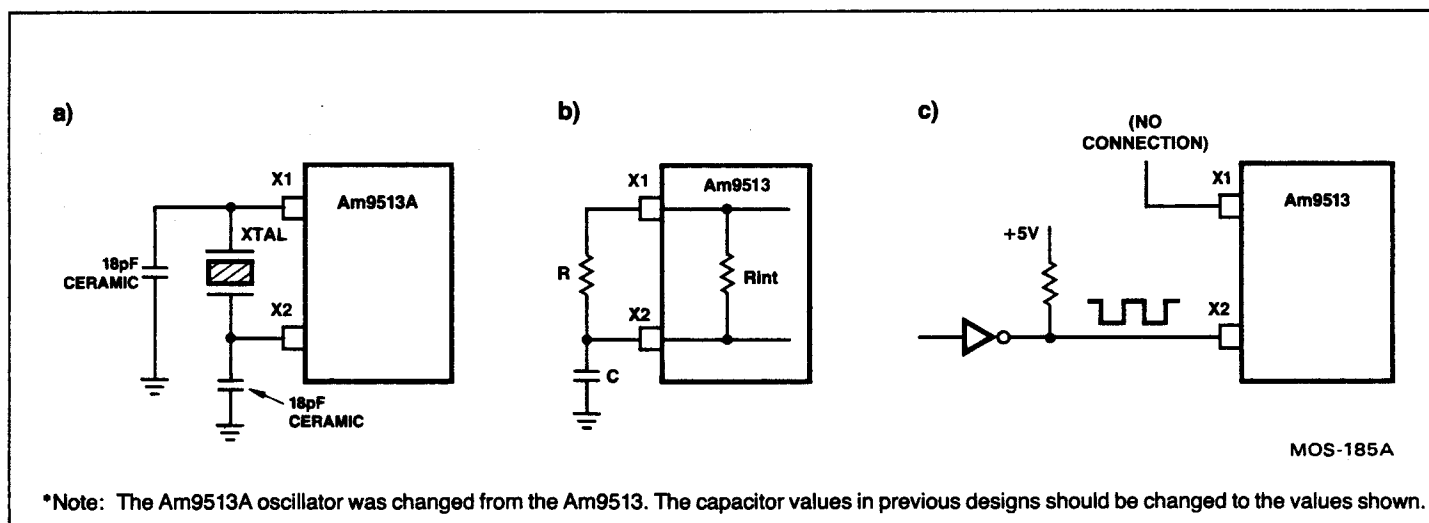 a)
X1
Am9513A
XTAL
18pF
CERAMIC
X2
18pF
CERAMIC
b)
X1
Am9513
R
Rint
X2
C
c)
(NO
CONNECTION)
X1
Am9513
+5V
X2
MOS-185A
*Note: The Am9513A oscillator was changed from the Am9513. The capacitor values in previous designs should be changed to the values shown.